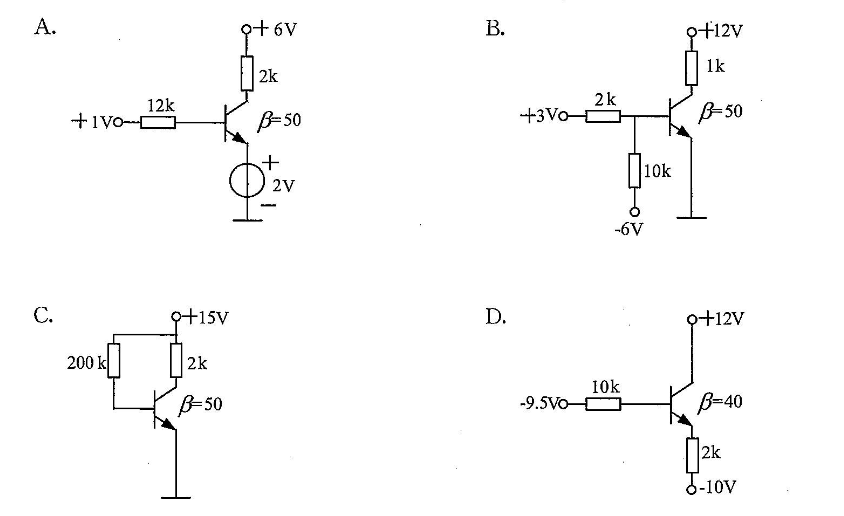 A.
+ 6V
2k
12k
+ 1V
β=50
+
2V
−
B.
+12V
1k
2k
+3V
β=50
10k
-6V
C.
+15V
200 k
2k
β=50
D.
+12V
10k
-9.5V
β=40
2k
-10V